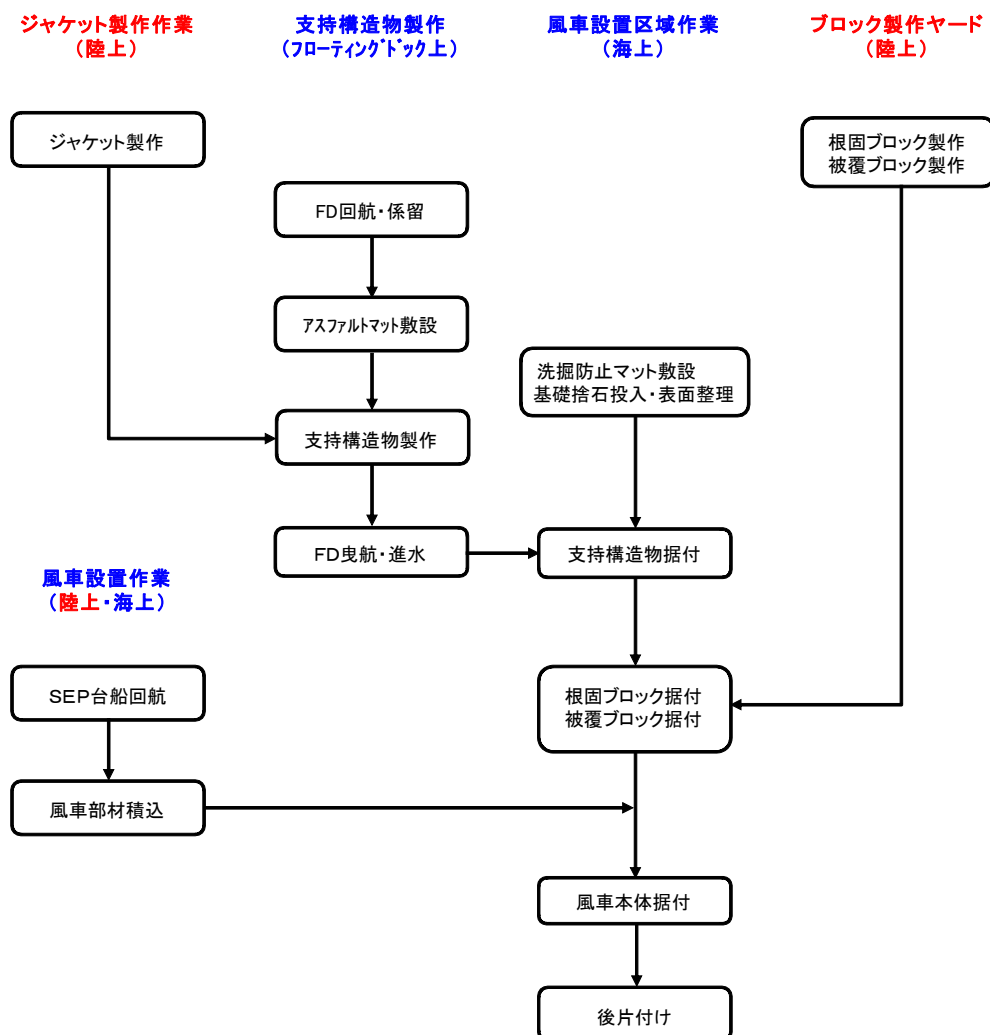 ジャケット製作作業
(陸上)
支持構造物製作
(フローティングドック上)
風車設置区域作業
(海上)
ブロック製作ヤード
(陸上)
ジャケット製作
根固ブロック製作
被覆ブロック製作
FD回航・係留
アスファルトマット敷設
洗掘防止マット敷設
基礎捨石投入・表面整理
支持構造物製作
FD曳航・進水
支持構造物据付
風車設置作業
(陸上・海上)
SEP台船回航
根固ブロック据付
被覆ブロック据付
風車部材積込
風車本体据付
後片付け